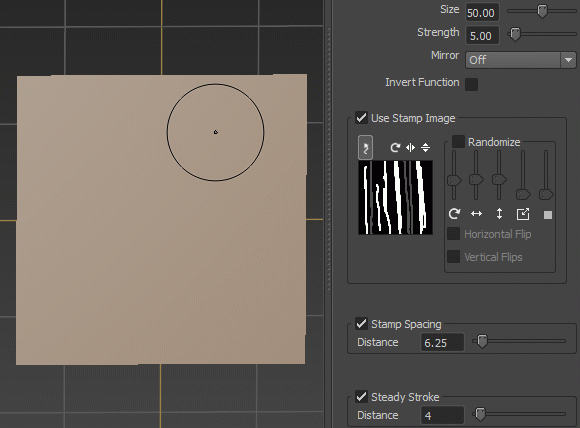 Size 50.00
Strength 5.00
Mirror Off
Invert Function
Use Stamp Image
Randomize
Horizontal Flip
Vertical Flips
Stamp Spacing
Distance 6.25
Steady Stroke
Distance 4